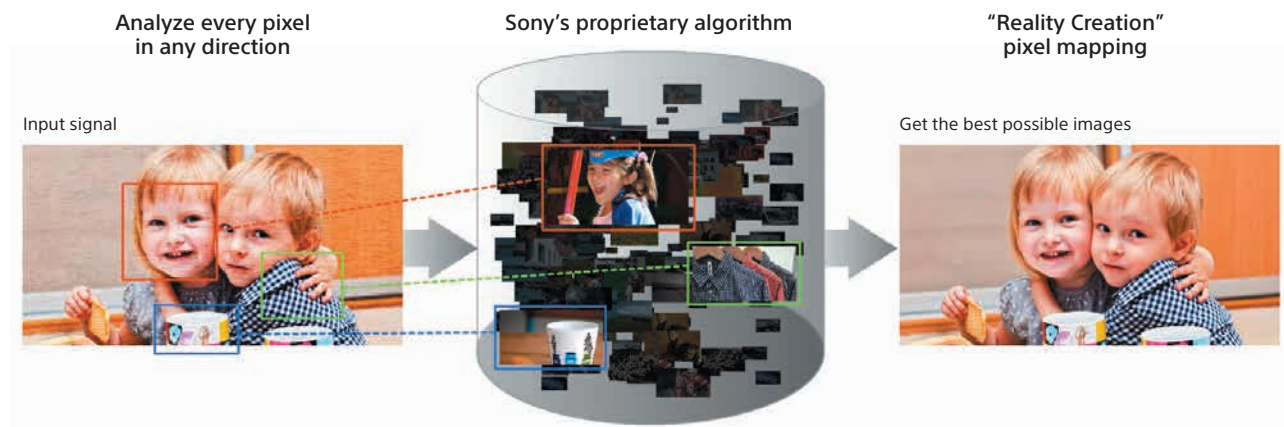 Analyze every pixel
in any direction
Sony’s proprietary algorithm
“Reality Creation”
pixel mapping
Input signal
Get the best possible images